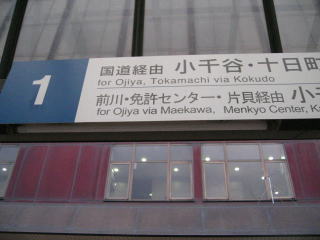 1
国道経由 小千谷・十日町
for Ojiya, Tokamachi via Kokudo
前川・免許センター・片貝経由 小
for Ojiya via Maekawa, Menkyo Center,